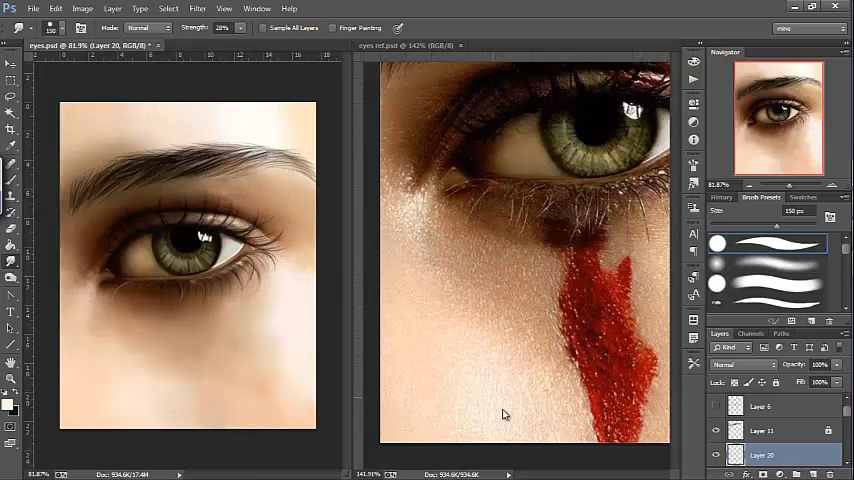 Ps File Edit Image Layer Type Select Filter View Window Help
150 Mode: Normal Strength: 28% Sample All Layers Finger Painting mine
eyes.psd @ 81.9% (Layer 20, RGB/8) * × eyes ref.psd @ 142% (RGB/8) ×
Navigator
81.87%
History Brush Presets Swatches
Size: 150 px
Layers Channels Paths
Kind
Normal Opacity: 100%
Lock: Fill: 100%
Layer 6
Layer 11
Layer 20
81.87% Doc: 934.6K/17.4M 141.91% Doc: 934.6K/934.6K